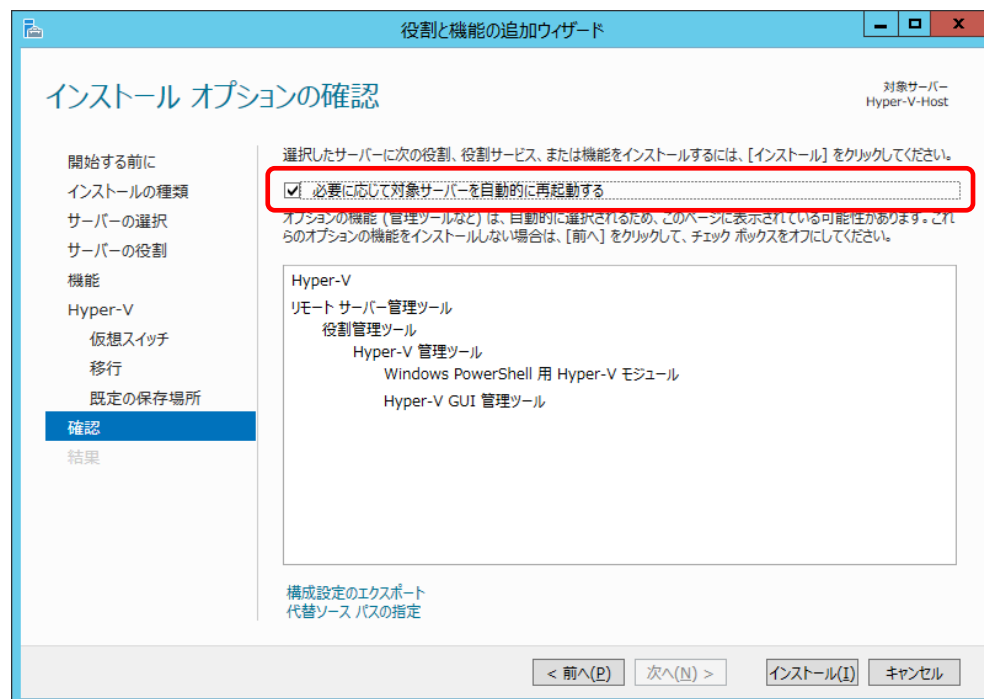 役割と機能の追加ウィザード
インストール オプションの確認
対象サーバー
Hyper-V-Host
開始する前に
インストールの種類
サーバーの選択
サーバーの役割
機能
Hyper-V
仮想スイッチ
移行
既定の保存場所
確認
結果
選択したサーバーに次の役割、役割サービス、または機能をインストールするには、[インストール] をクリックしてください。
必要に応じて対象サーバーを自動的に再起動する
オプションの機能 (管理ツールなど) は、自動的に選択されるため、このページに表示されている可能性があります。これ
らのオプションの機能をインストールしない場合は、[前へ] をクリックして、チェック ボックスをオフにしてください。
Hyper-V
リモート サーバー管理ツール
役割管理ツール
Hyper-V 管理ツール
Windows PowerShell 用 Hyper-V モジュール
Hyper-V GUI 管理ツール
構成設定のエクスポート
代替ソース パスの指定
< 前へ(P)
次へ(N) >
インストール(I)
キャンセル